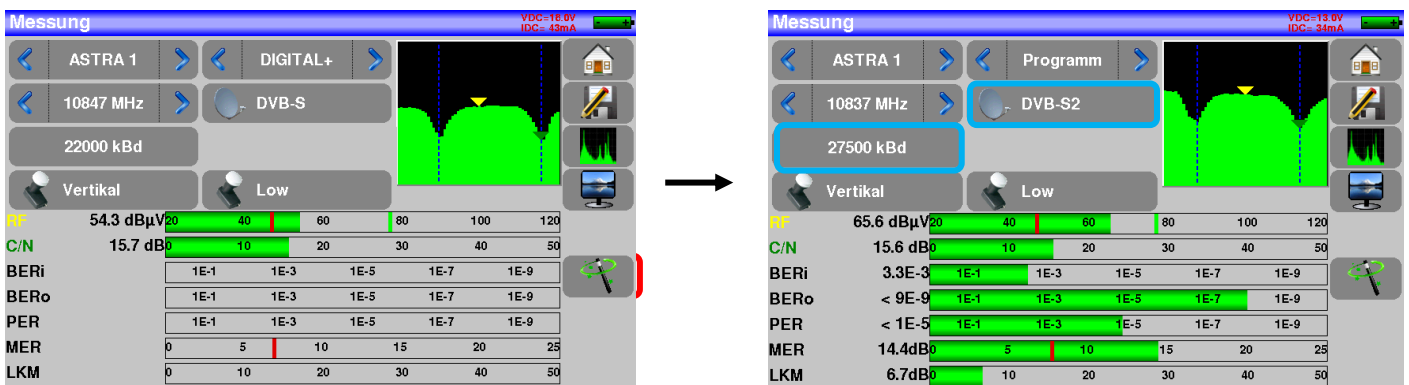 Messung
VDC=18.0V
IDC= 43mA
ASTRA 1
DIGITAL+
10847 MHz
DVB-S
22000 kBd
Vertikal
Low
RF 54.3 dBµV 20 40 60 80 100 120
C/N 15.7 dB 0 10 20 30 40 50
BERi 1E-1 1E-3 1E-5 1E-7 1E-9
BERo 1E-1 1E-3 1E-5 1E-7 1E-9
PER 1E-1 1E-3 1E-5 1E-7 1E-9
MER 0 5 10 15 20 25
LKM 0 10 20 30 40 50
Messung
VDC=13.0V
IDC= 34mA
ASTRA 1
Programm
10837 MHz
DVB-S2
27500 kBd
Vertikal
Low
RF 65.6 dBµV 20 40 60 80 100 120
C/N 15.6 dB 0 10 20 30 40 50
BERi 3.3E-3 1E-1 1E-3 1E-5 1E-7 1E-9
BERo < 9E-9 1E-1 1E-3 1E-5 1E-7 1E-9
PER < 1E-5 1E-1 1E-3 1E-5 1E-7 1E-9
MER 14.4dB 0 5 10 15 20 25
LKM 6.7dB 0 10 20 30 40 50